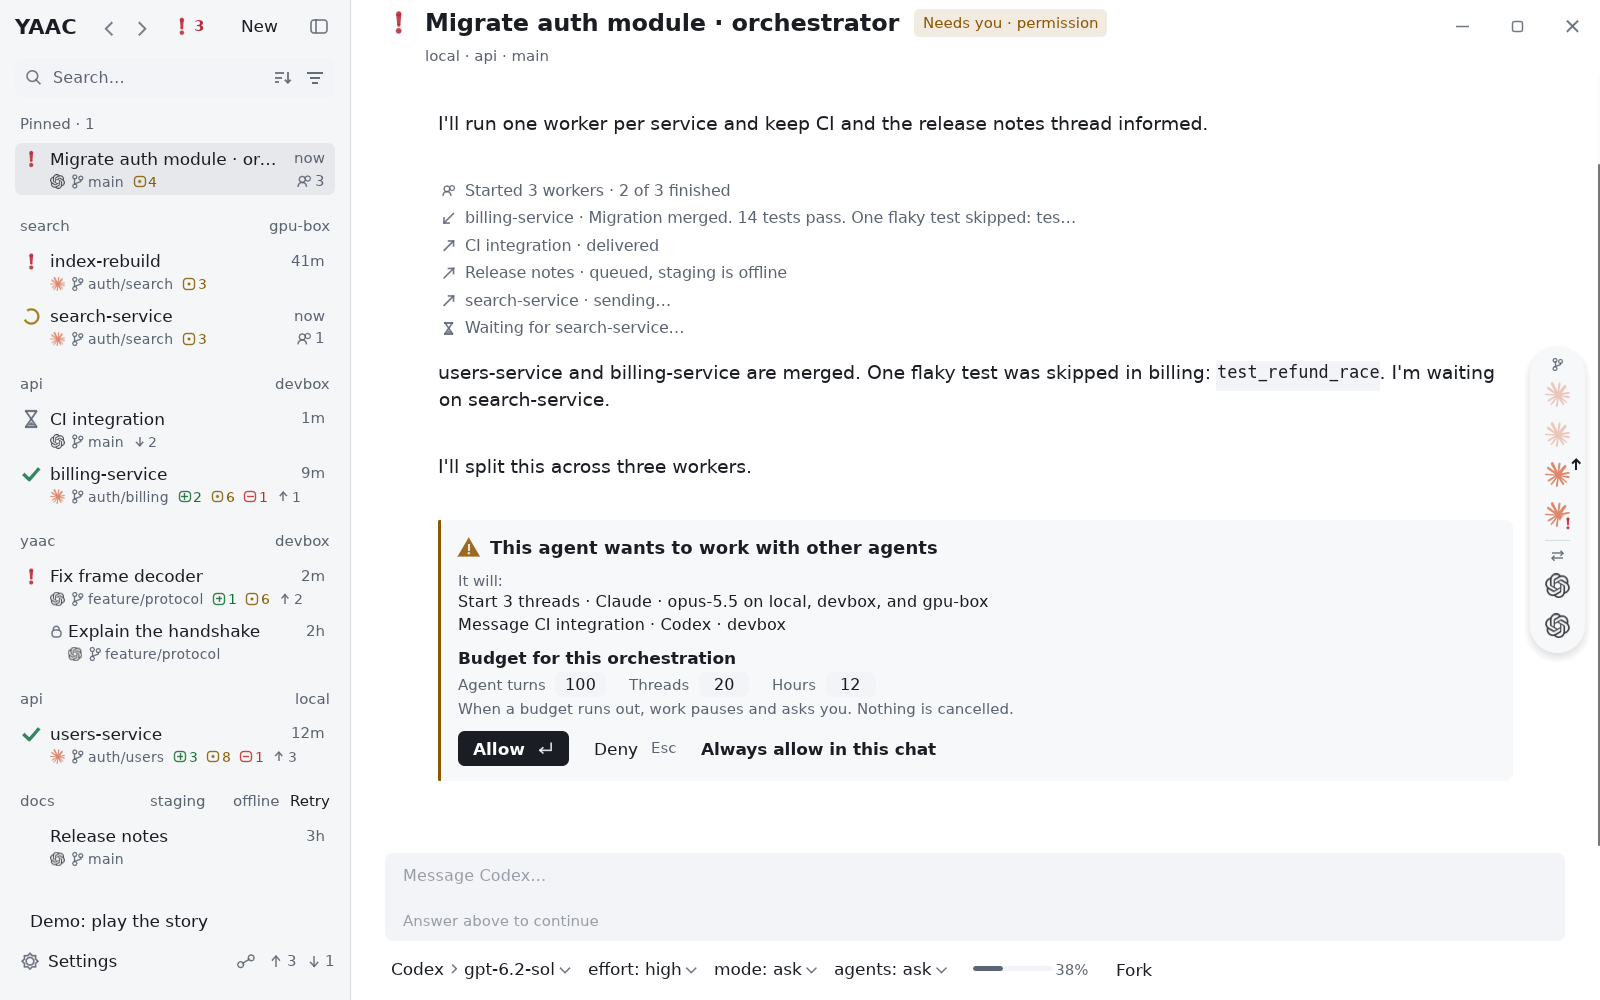 YAAC
3
New
Search...
Pinned · 1
Migrate auth module · or... now
main 4 3
search gpu-box
index-rebuild 41m
auth/search 3
search-service now
auth/search 3 1
api devbox
CI integration 1m
main ↓2
billing-service 9m
auth/billing 2 6 1 ↑1
yaac devbox
Fix frame decoder 2m
feature/protocol 1 6 ↑2
Explain the handshake 2h
feature/protocol
api local
users-service 12m
auth/users 3 8 1 ↑3
docs staging offline Retry
Release notes 3h
main
Demo: play the story
Settings ↑3 ↓1
Migrate auth module · orchestrator Needs you · permission
local · api · main
I'll run one worker per service and keep CI and the release notes thread informed.
Started 3 workers · 2 of 3 finished
billing-service · Migration merged. 14 tests pass. One flaky test skipped: tes...
CI integration · delivered
Release notes · queued, staging is offline
search-service · sending...
Waiting for search-service...
users-service and billing-service are merged. One flaky test was skipped in billing: test_refund_race. I'm waiting
on search-service.
I'll split this across three workers.
This agent wants to work with other agents
It will:
Start 3 threads · Claude · opus-5.5 on local, devbox, and gpu-box
Message CI integration · Codex · devbox
Budget for this orchestration
Agent turns 100 Threads 20 Hours 12
When a budget runs out, work pauses and asks you. Nothing is cancelled.
Allow Deny Esc Always allow in this chat
Message Codex...
Answer above to continue
Codex > gpt-6.2-sol effort: high mode: ask agents: ask 38% Fork